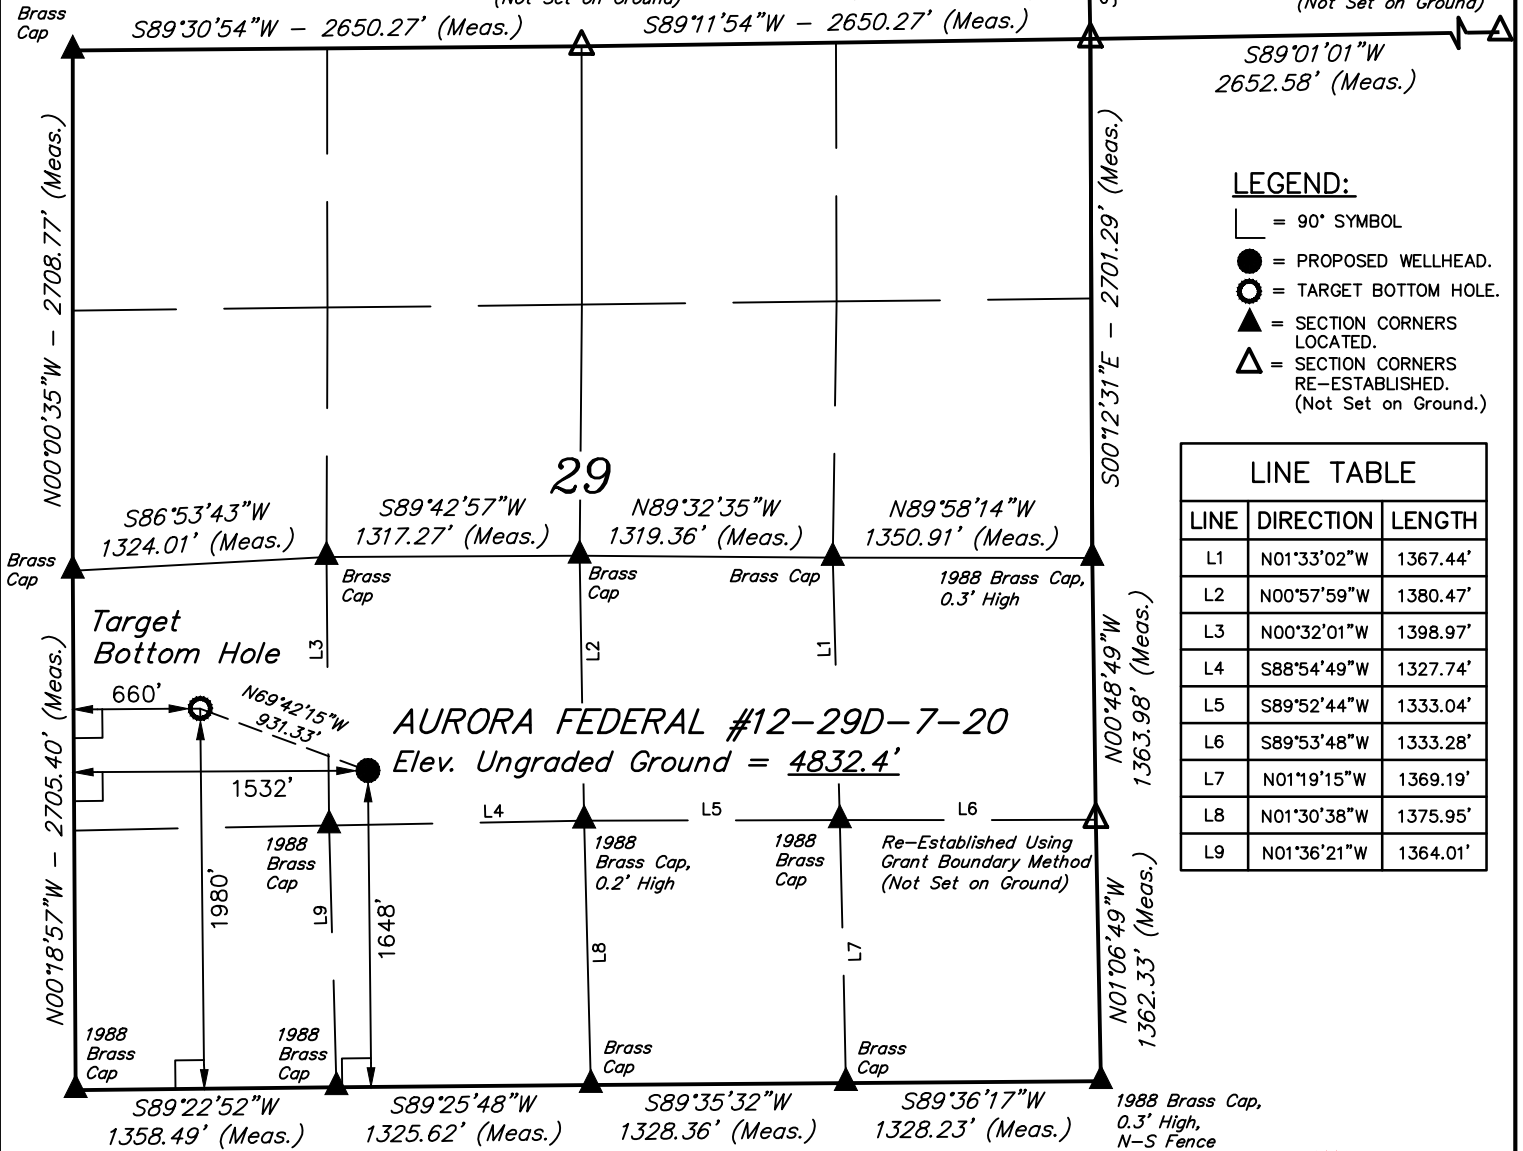 (Not Set on Ground)
(Not Set on Ground)
Brass
Cap
S89°30'54"W – 2650.27' (Meas.)
S89°11'54"W – 2650.27' (Meas.)
S89°01'01"W
2652.58' (Meas.)
N00°00'35"W – 2708.77' (Meas.)
S00°12'31"E – 2701.29' (Meas.)
LEGEND:
= 90° SYMBOL
= PROPOSED WELLHEAD.
= TARGET BOTTOM HOLE.
= SECTION CORNERS
LOCATED.
= SECTION CORNERS
RE-ESTABLISHED.
(Not Set on Ground.)
29
S86°53'43"W
1324.01' (Meas.)
S89°42'57"W
1317.27' (Meas.)
N89°32'35"W
1319.36' (Meas.)
N89°58'14"W
1350.91' (Meas.)
Brass
Cap
Brass
Cap
Brass
Cap
Brass Cap
1988 Brass Cap,
0.3' High
LINE TABLE
LINE DIRECTION LENGTH
L1 N01°33'02"W 1367.44'
L2 N00°57'59"W 1380.47'
L3 N00°32'01"W 1398.97'
L4 S88°54'49"W 1327.74'
L5 S89°52'44"W 1333.04'
L6 S89°53'48"W 1333.28'
L7 N01°19'15"W 1369.19'
L8 N01°30'38"W 1375.95'
L9 N01°36'21"W 1364.01'
Target
Bottom Hole
L3
L2
L1
N00°48'49"W
1363.98' (Meas.)
660'
N69°42'15"W
931.33'
AURORA FEDERAL #12-29D-7-20
Elev. Ungraded Ground = 4832.4'
1532'
N00°18'57"W – 2705.40' (Meas.)
L4
L5
L6
1988
Brass
Cap
1988
Brass Cap,
0.2' High
1988
Brass
Cap
Re-Established Using
Grant Boundary Method
(Not Set on Ground)
1980'
L9
1648'
L8
L7
N01°06'49"W
1362.33' (Meas.)
1988
Brass
Cap
1988
Brass
Cap
Brass
Cap
Brass
Cap
S89°22'52"W
1358.49' (Meas.)
S89°25'48"W
1325.62' (Meas.)
S89°35'32"W
1328.36' (Meas.)
S89°36'17"W
1328.23' (Meas.)
1988 Brass Cap,
0.3' High,
N-S Fence